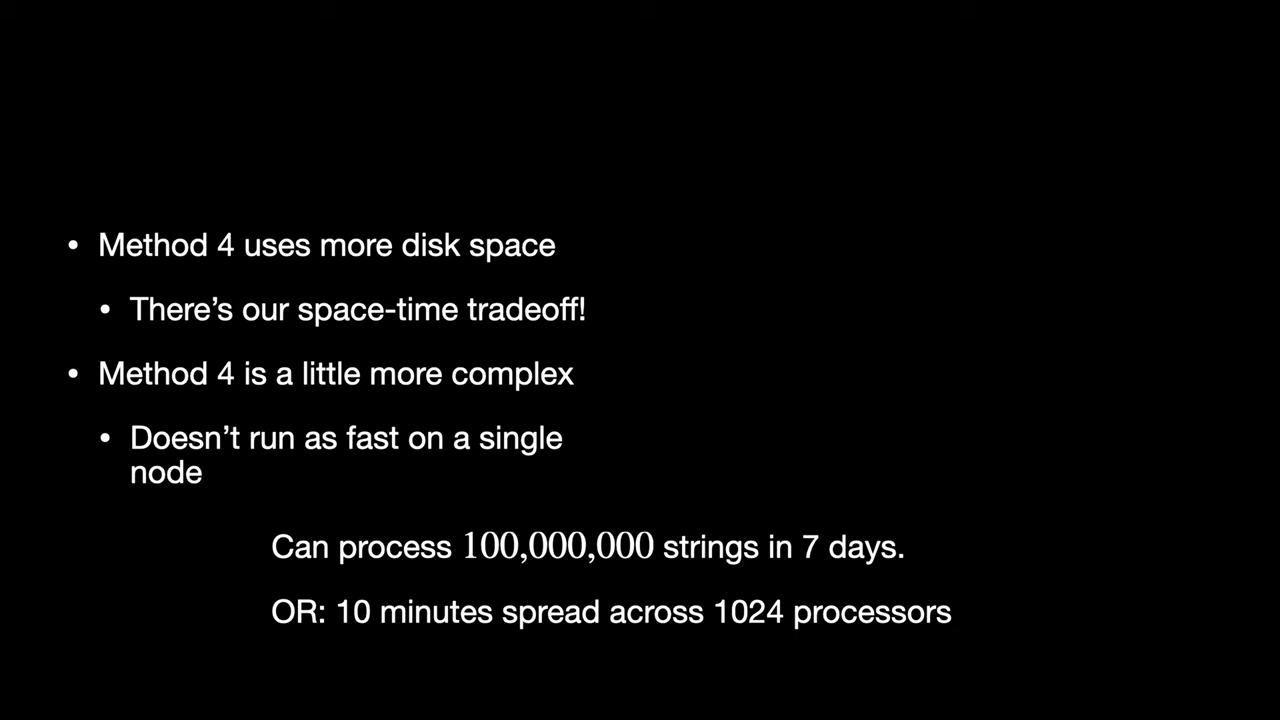 • Method 4 uses more disk space
• There’s our space-time tradeoff!
• Method 4 is a little more complex
• Doesn’t run as fast on a single
node
Can process 100,000,000 strings in 7 days.
OR: 10 minutes spread across 1024 processors